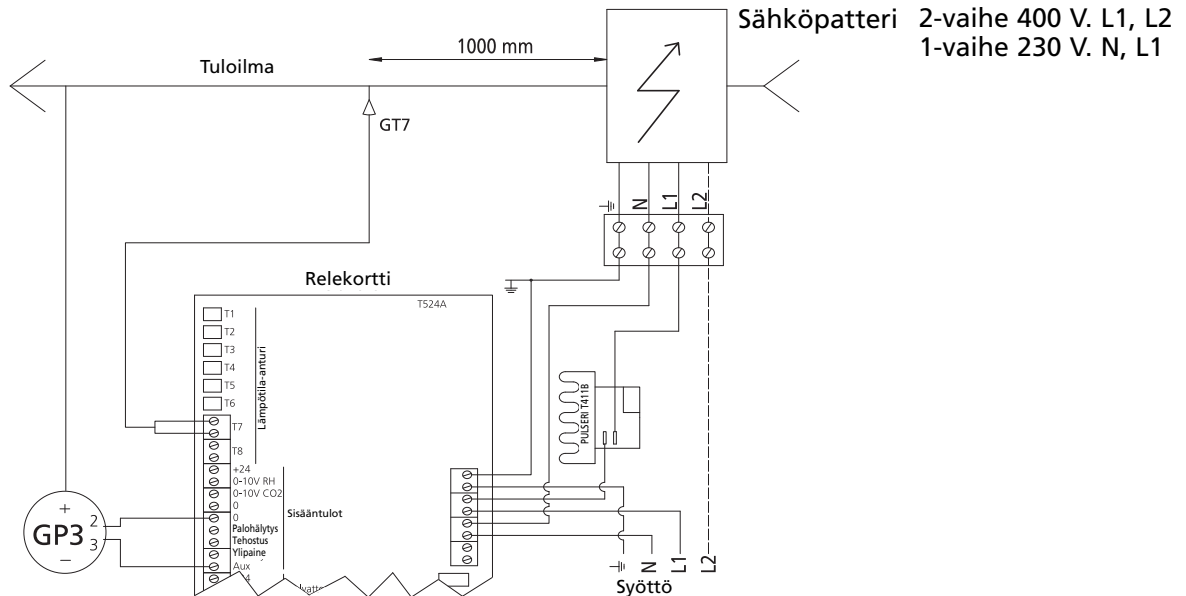 Sähköpatteri 2-vaihe 400 V. L1, L2
1-vaihe 230 V. N, L1
1000 mm
Tuloilma
GT7
N
L1
L2
Relekortti
T524A
T1
T2
T3
T4
T5
T6
T7
T8
Lämpötila-anturi
PULSERI T411B
+24
0-10V RH
0-10V CO2
0
0
Palohälytys
Tehostus
Ylipaine
Aux
Sisääntulot
+
GP3
2
3
−
N
L1
L2
Syöttö